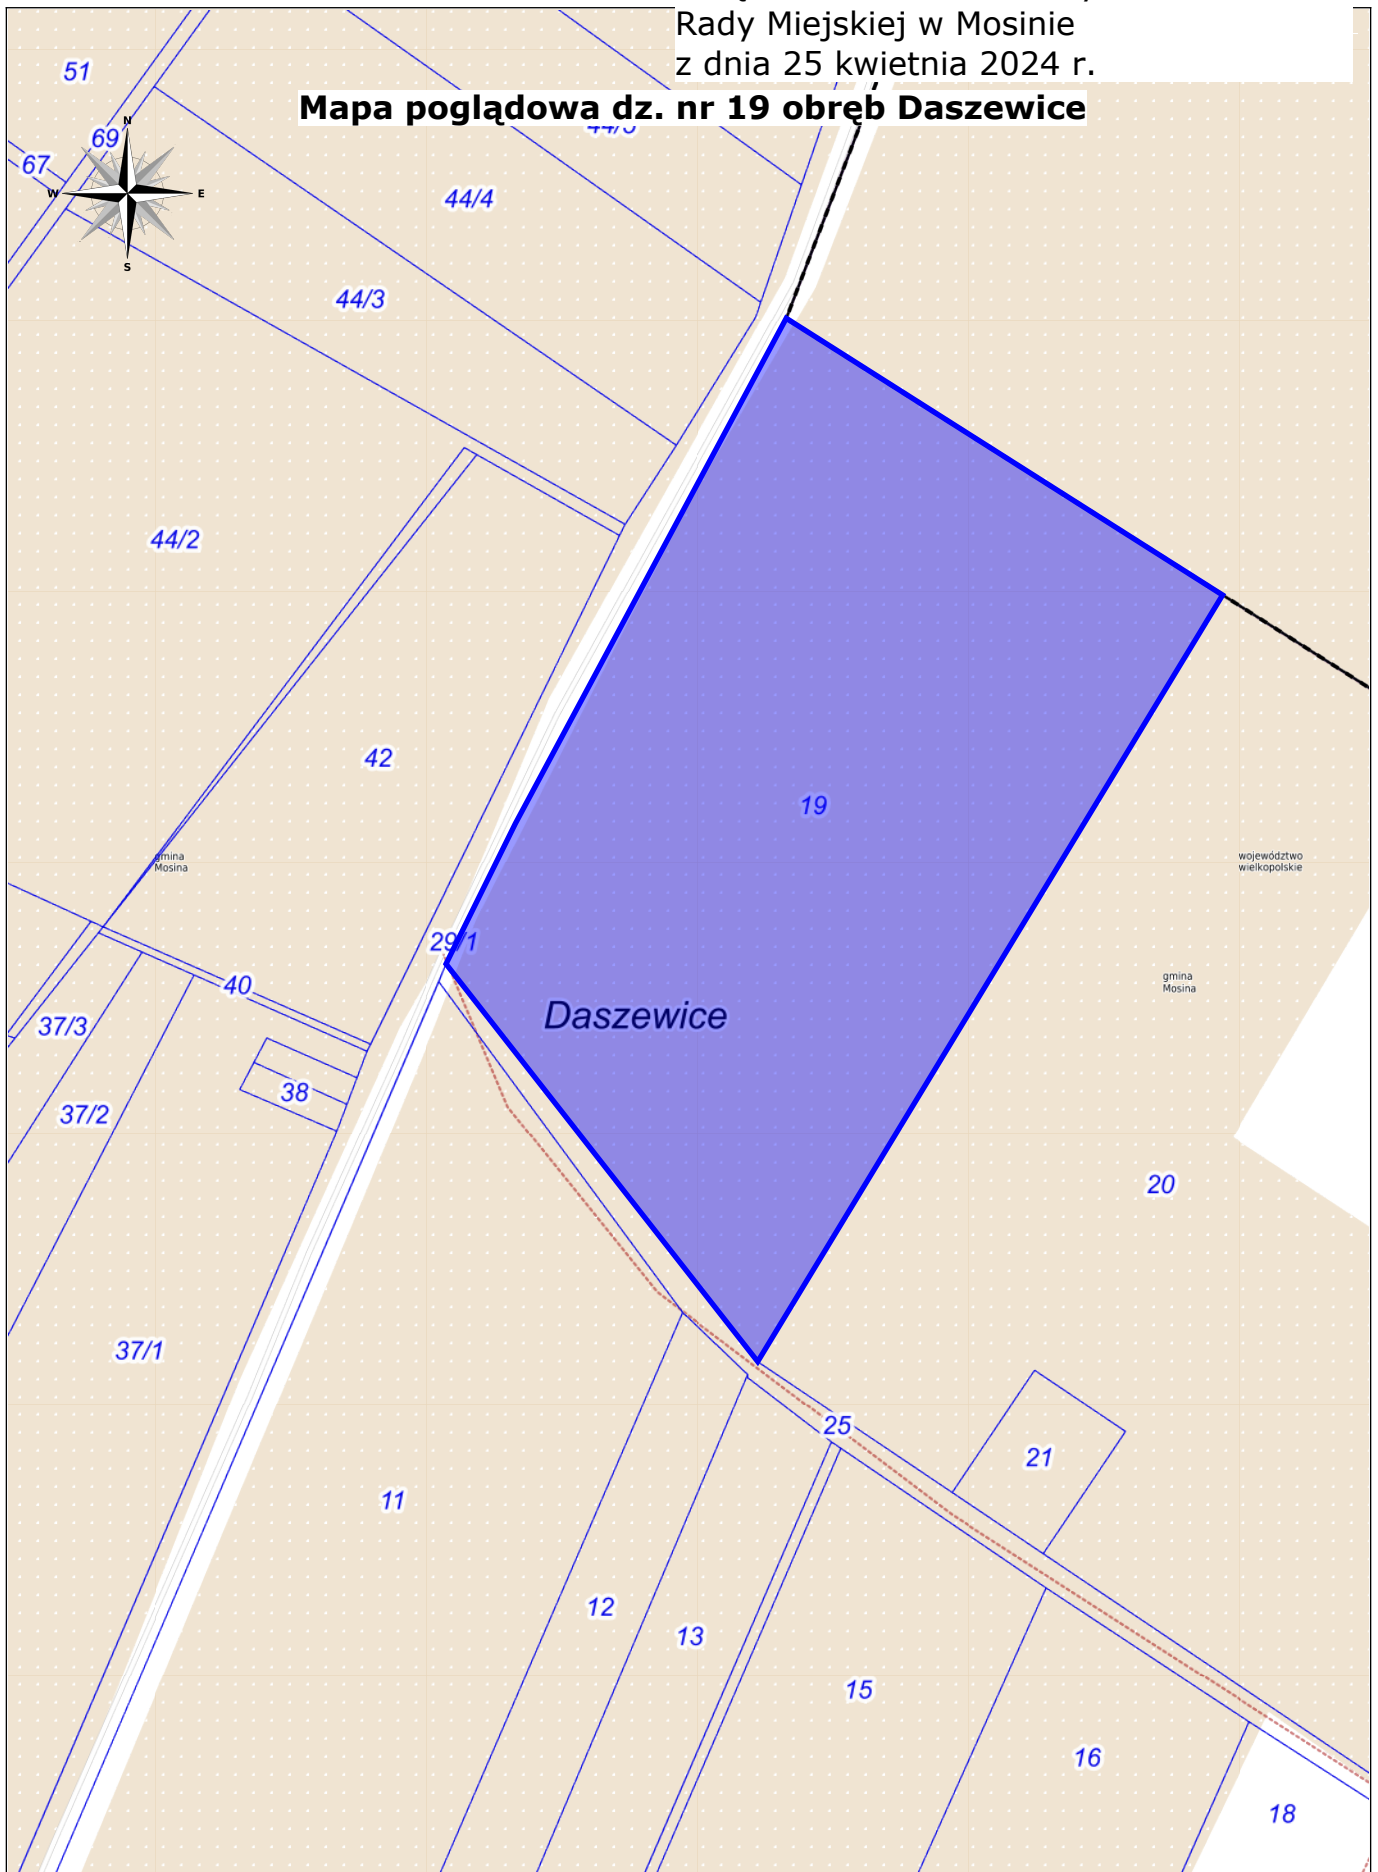 Rady Miejskiej w Mosinie
z dnia 25 kwietnia 2024 r.
Mapa poglądowa dz. nr 19 obręb Daszewice
51
69
67
N
W
E
S
44/4
44/3
44/2
42
gmina
Mosina
19
województwo
wielkopolskie
29/1
40
gmina
Mosina
Daszewice
37/3
38
37/2
20
37/1
25
21
11
12
13
15
16
18